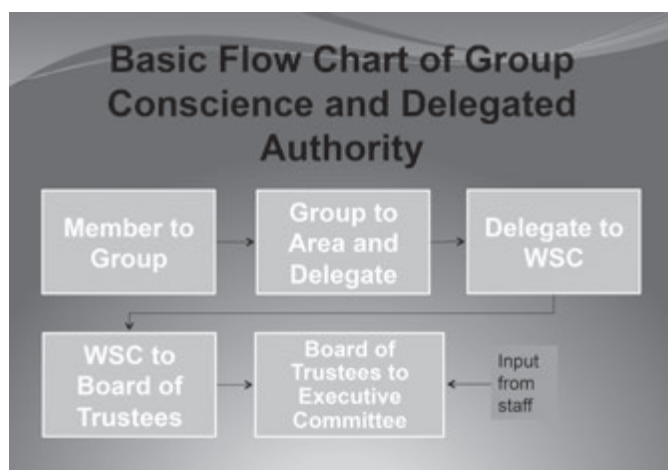 Basic Flow Chart of Group
Conscience and Delegated
Authority
Member to
Group
Group to
Area and
Delegate
Delegate to
WSC
WSC to
Board of
Trustees
Board of
Trustees to
Executive
Committee
Input
from
staff